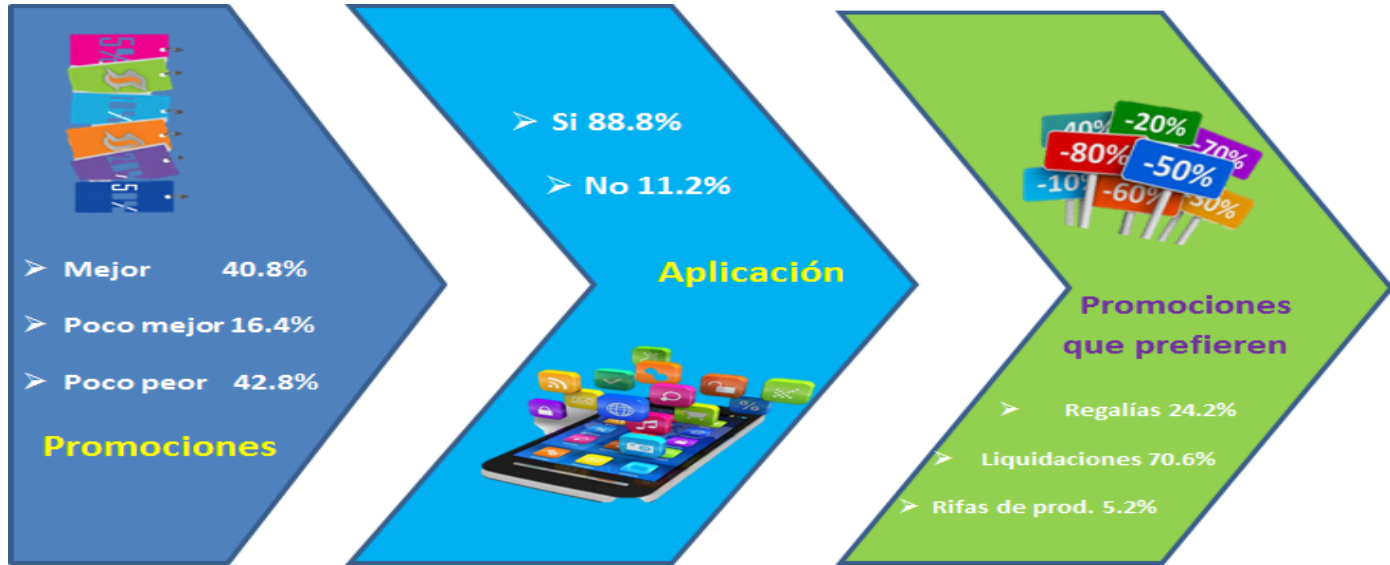 ➢ Mejor 40.8%
➢ Poco mejor 16.4%
➢ Poco peor 42.8%
Promociones
➢ Si 88.8%
➢ No 11.2%
Aplicación
%
-40%
-20%
-70%
-80%
-50%
-10%
-60%
-30%
Promociones
que prefieren
➢ Regalías 24.2%
➢ Liquidaciones 70.6%
➢ Rifas de prod. 5.2%